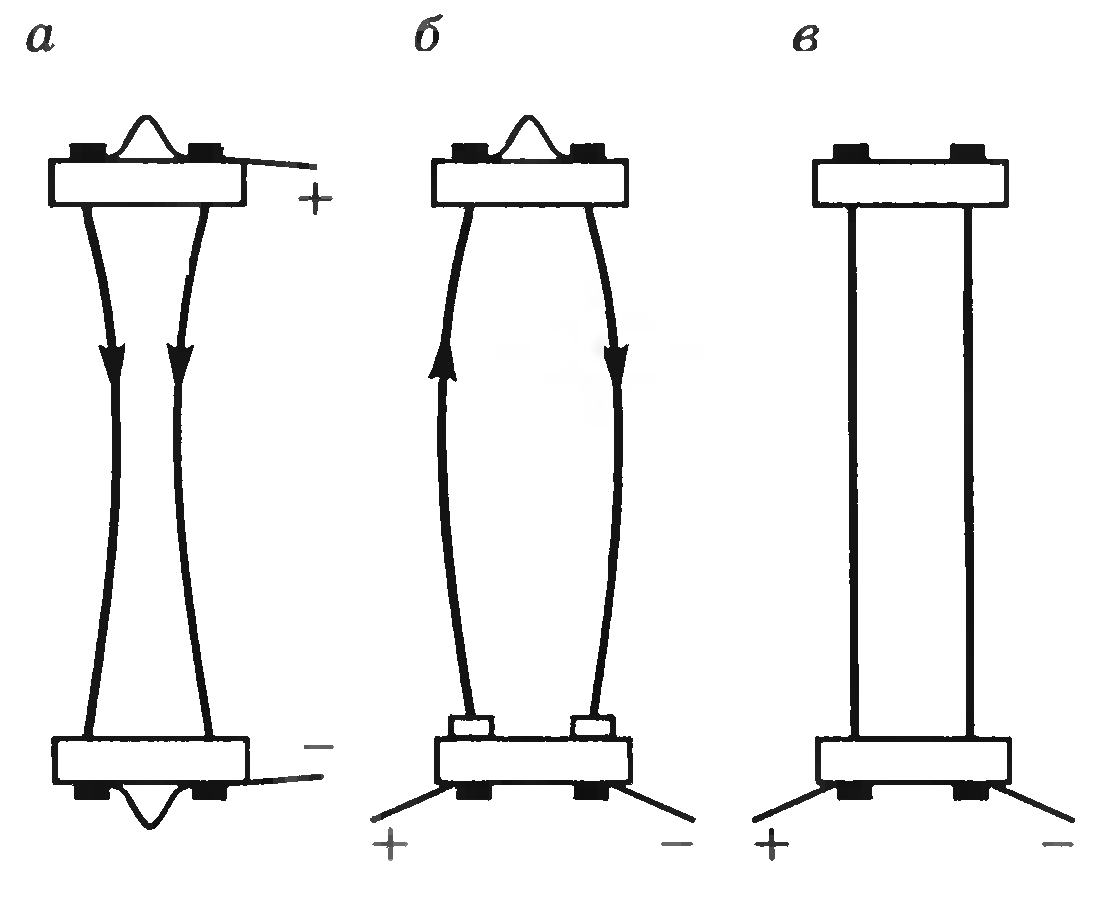 а б в
+
−
+ − + −